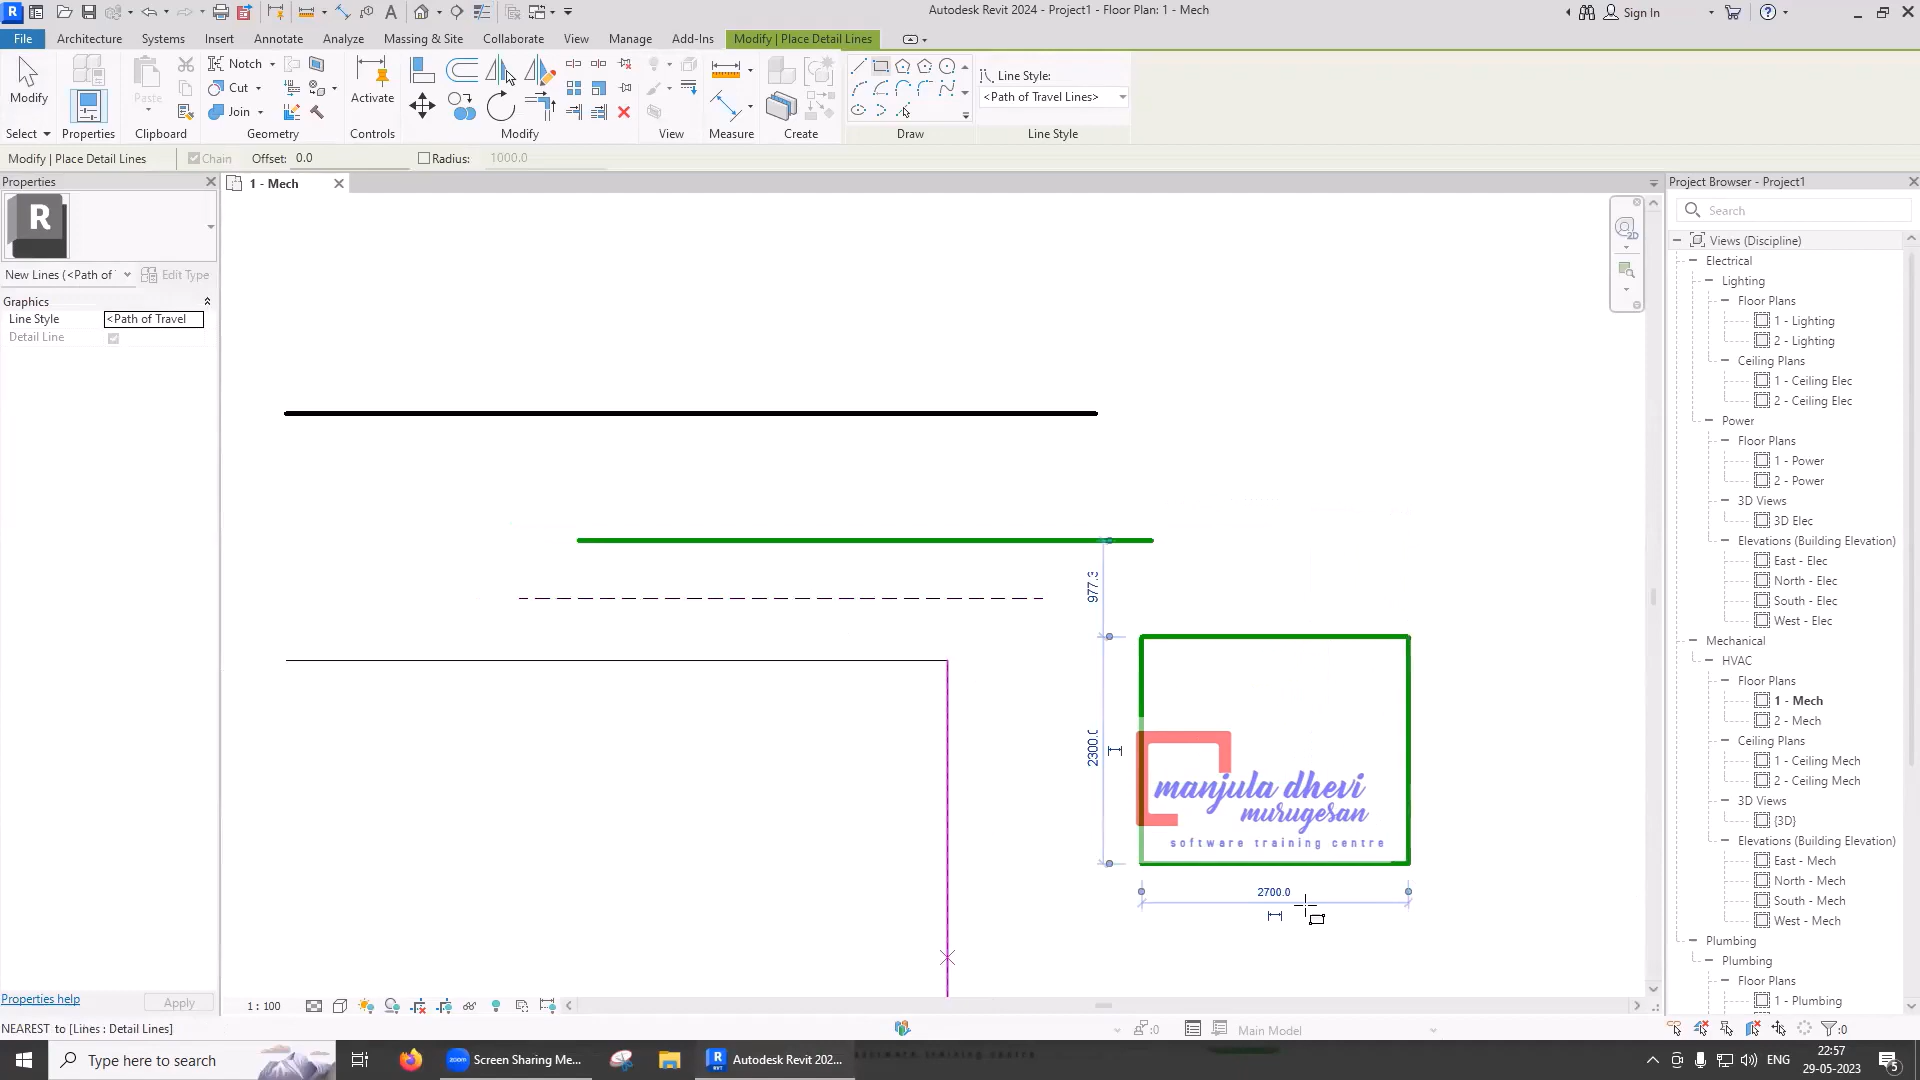 Autodesk Revit 2024 - Project1 - Floor Plan: 1 - Mech
Sign In
File Architecture Systems Insert Annotate Analyze Massing & Site Collaborate View Manage Add-Ins Modify | Place Detail Lines
Modify
Paste
Notch
Cut
Join
Activate
Line Style:
<Path of Travel Lines>
Select Properties Clipboard Geometry Controls Modify View Measure Create Draw Line Style
Modify | Place Detail Lines Chain Offset: 0.0 Radius: 1000.0
Properties
R
New Lines (<Path of Edit Type
Graphics
Line Style <Path of Travel
Detail Line
Properties help Apply
1 - Mech
977.3
2300.0
2700.0
manjula dhevi
murugesan
software training centre
1 : 100
Project Browser - Project1
Search
Views (Discipline)
Electrical
Lighting
Floor Plans
1 - Lighting
2 - Lighting
Ceiling Plans
1 - Ceiling Elec
2 - Ceiling Elec
Power
Floor Plans
1 - Power
2 - Power
3D Views
3D Elec
Elevations (Building Elevation)
East - Elec
North - Elec
South - Elec
West - Elec
Mechanical
HVAC
Floor Plans
1 - Mech
2 - Mech
Ceiling Plans
1 - Ceiling Mech
2 - Ceiling Mech
3D Views
{3D}
Elevations (Building Elevation)
East - Mech
North - Mech
South - Mech
West - Mech
Plumbing
Plumbing
Floor Plans
1 - Plumbing
NEAREST to [Lines : Detail Lines]
:0
Main Model
:0
Type here to search
zoom
Screen Sharing Me...
Autodesk Revit 202...
ENG
22:57
29-05-2023
5